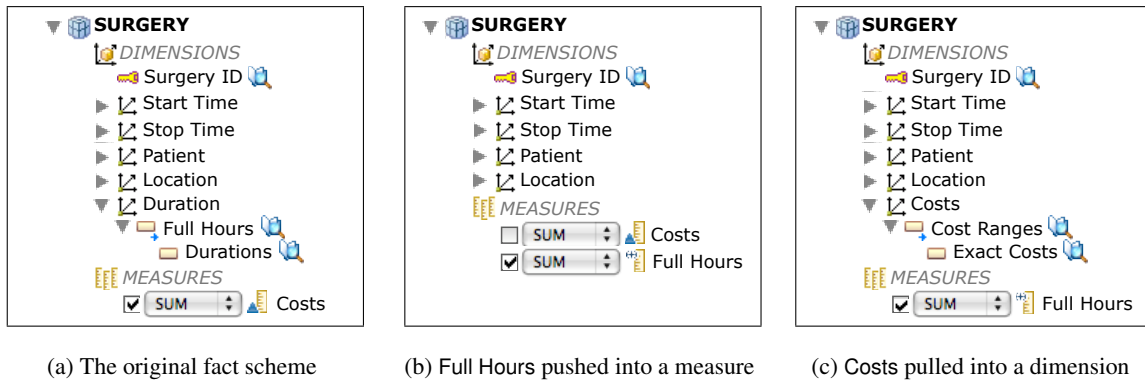 SURGERY
DIMENSIONS
Surgery ID
Start Time
Stop Time
Patient
Location
Duration
Full Hours
Durations
MEASURES
SUM Costs
(a) The original fact scheme
SURGERY
DIMENSIONS
Surgery ID
Start Time
Stop Time
Patient
Location
MEASURES
SUM Costs
SUM Full Hours
(b) Full Hours pushed into a measure
SURGERY
DIMENSIONS
Surgery ID
Start Time
Stop Time
Patient
Location
Costs
Cost Ranges
Exact Costs
MEASURES
SUM Full Hours
(c) Costs pulled into a dimension